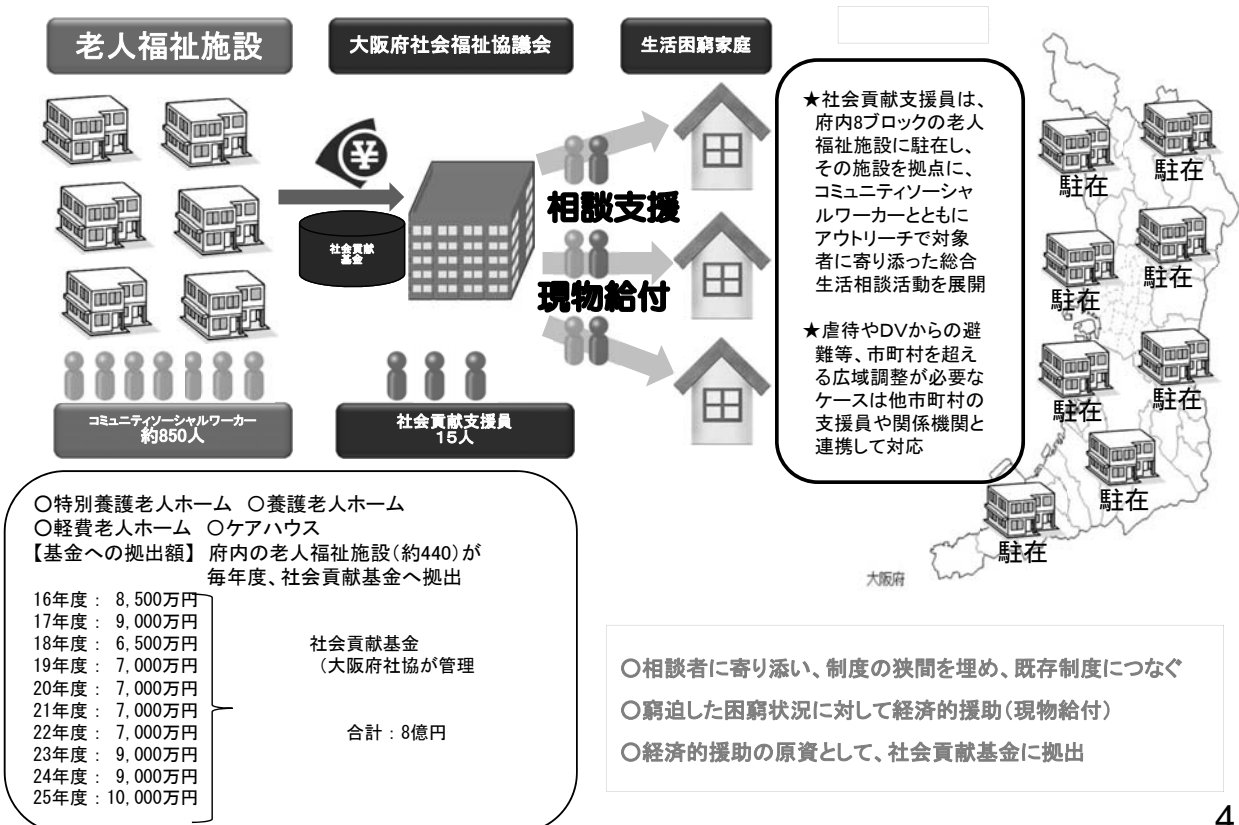 老人福祉施設
大阪府社会福祉協議会
生活困窮家庭
¥
社会貢献
基金
相談支援
現物給付
コミュニティソーシャルワーカー
約850人
社会貢献支援員
15人
★社会貢献支援員は、
府内8ブロックの老人
福祉施設に駐在し、
その施設を拠点に、
コミュニティソーシャ
ルワーカーとともに
アウトリーチで対象
者に寄り添った総合
生活相談活動を展開
★虐待やDVからの避
難等、市町村を超え
る広域調整が必要な
ケースは他市町村の
支援員や関係機関と
連携して対応
駐在
駐在
駐在
駐在
駐在
駐在
駐在
駐在
大阪府
○特別養護老人ホーム ○養護老人ホーム
○軽費老人ホーム ○ケアハウス
【基金への拠出額】 府内の老人福祉施設(約440)が
毎年度、社会貢献基金へ拠出
16年度： 8,500万円
17年度： 9,000万円
18年度： 6,500万円
19年度： 7,000万円
20年度： 7,000万円
21年度： 7,000万円
22年度： 7,000万円
23年度： 9,000万円
24年度： 9,000万円
25年度：10,000万円
社会貢献基金
（大阪府社協が管理
合計：8億円
○相談者に寄り添い、制度の狭間を埋め、既存制度につなぐ
○窮迫した困窮状況に対して経済的援助(現物給付)
○経済的援助の原資として、社会貢献基金に拠出
4